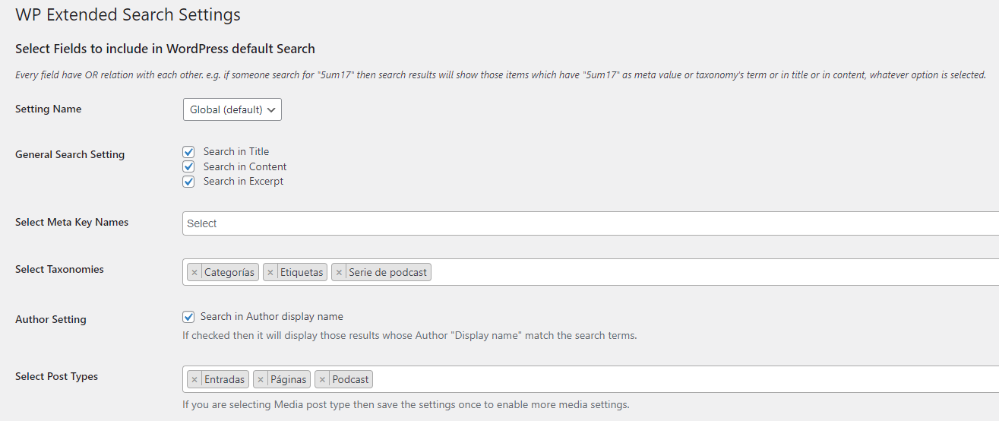 WP Extended Search Settings
Select Fields to include in WordPress default Search
Every field have OR relation with each other. e.g. if someone search for "5um17" then search results will show those items which have "5um17" as meta value or taxonomy's term or in title or in content, whatever option is selected.
Setting Name
Global (default)
General Search Setting
Search in Title
Search in Content
Search in Excerpt
Select Meta Key Names
Select
Select Taxonomies
× Categorías × Etiquetas × Serie de podcast
Author Setting
Search in Author display name
If checked then it will display those results whose Author "Display name" match the search terms.
Select Post Types
× Entradas × Páginas × Podcast
If you are selecting Media post type then save the settings once to enable more media settings.